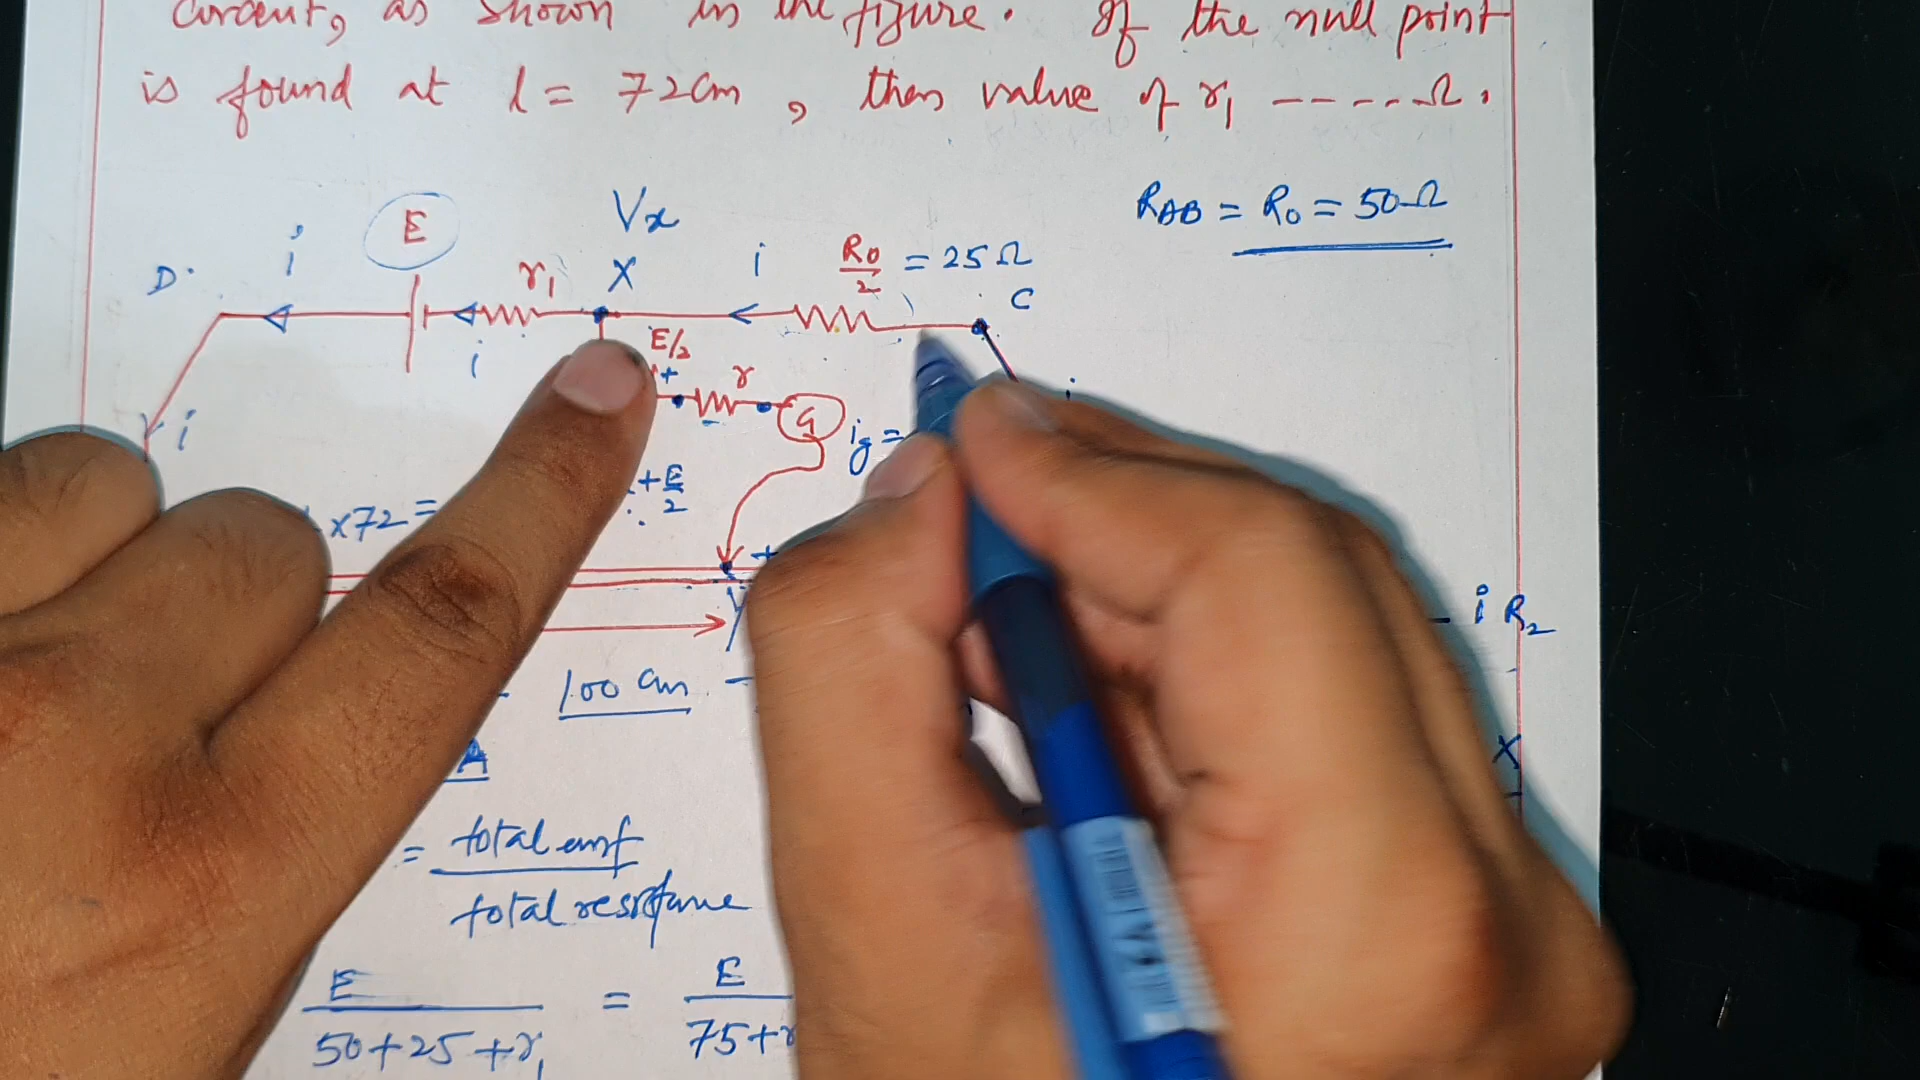 current, as shown in the figure. If the null point
is found at l = 72cm, then value of r₁ -----Ω.
R_AB = R₀ = 50Ω
Vx
D i E r₁ X i R₀/2 = 25Ω C
i
E/2
+ r
i G i_g =
x72 = +E/2
+
Y
i R₂
100 cm
X
A
= total emf / total resistance
E / 50+25+r₁ = E / 75+r